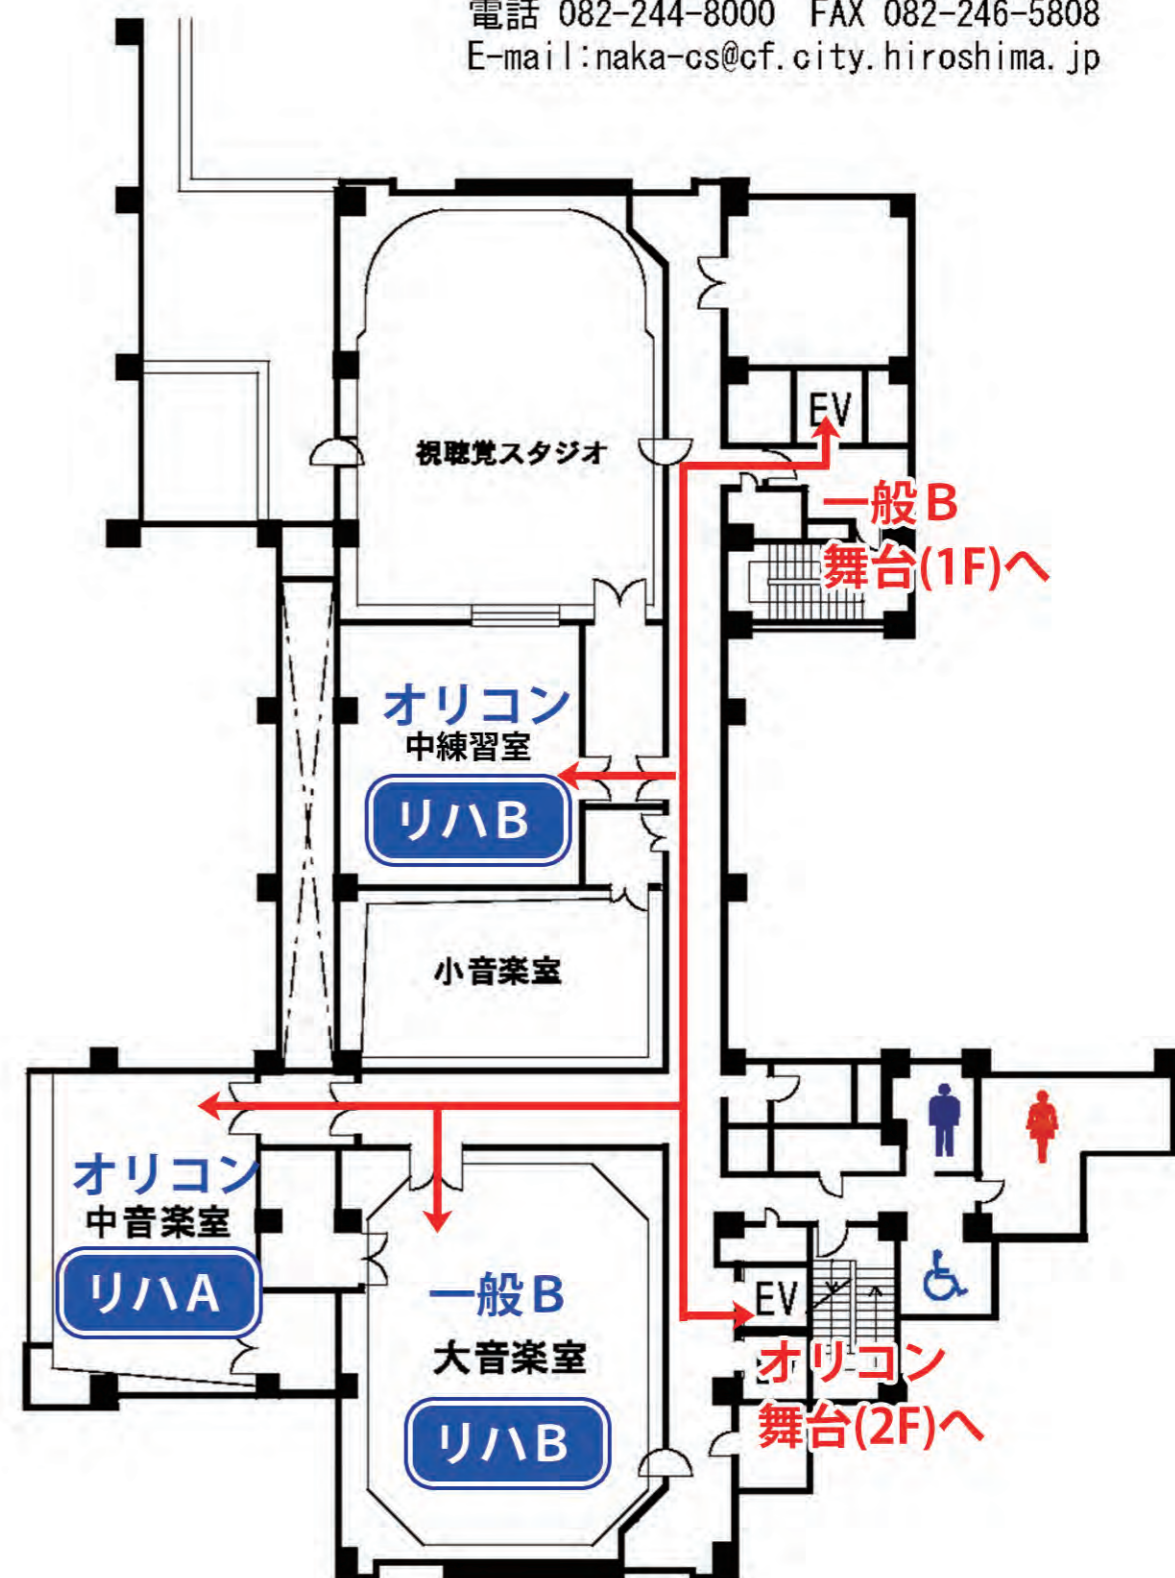 電話 082-244-8000 FAX 082-246-5808
E-mail:naka-cs@cf.city.hiroshima.jp
EV
視聴覚スタジオ
一般B
舞台(1F)へ
オリコン
中練習室
リハB
小音楽室
オリコン
中音楽室
リハA
一般B
大音楽室
リハB
EV
オリコン
舞台(2F)へ